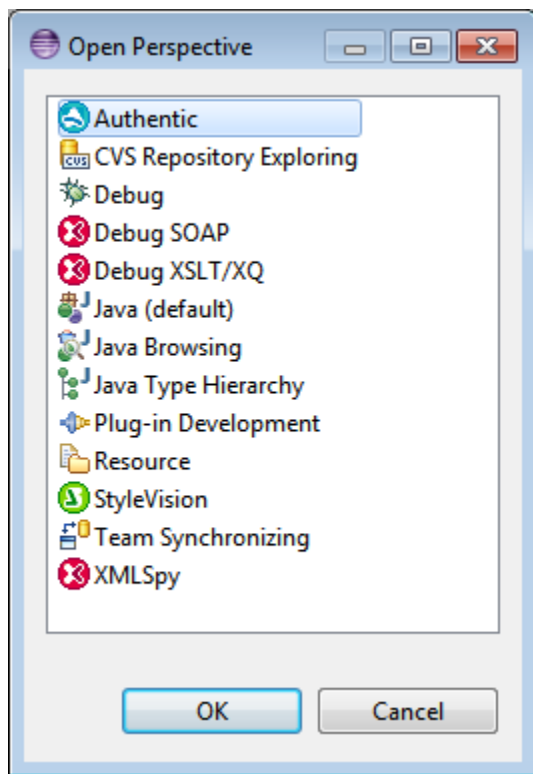 Open Perspective
Authentic
CVS Repository Exploring
Debug
Debug SOAP
Debug XSLT/XQ
Java (default)
Java Browsing
Java Type Hierarchy
Plug-in Development
Resource
StyleVision
Team Synchronizing
XMLSpy
OK Cancel